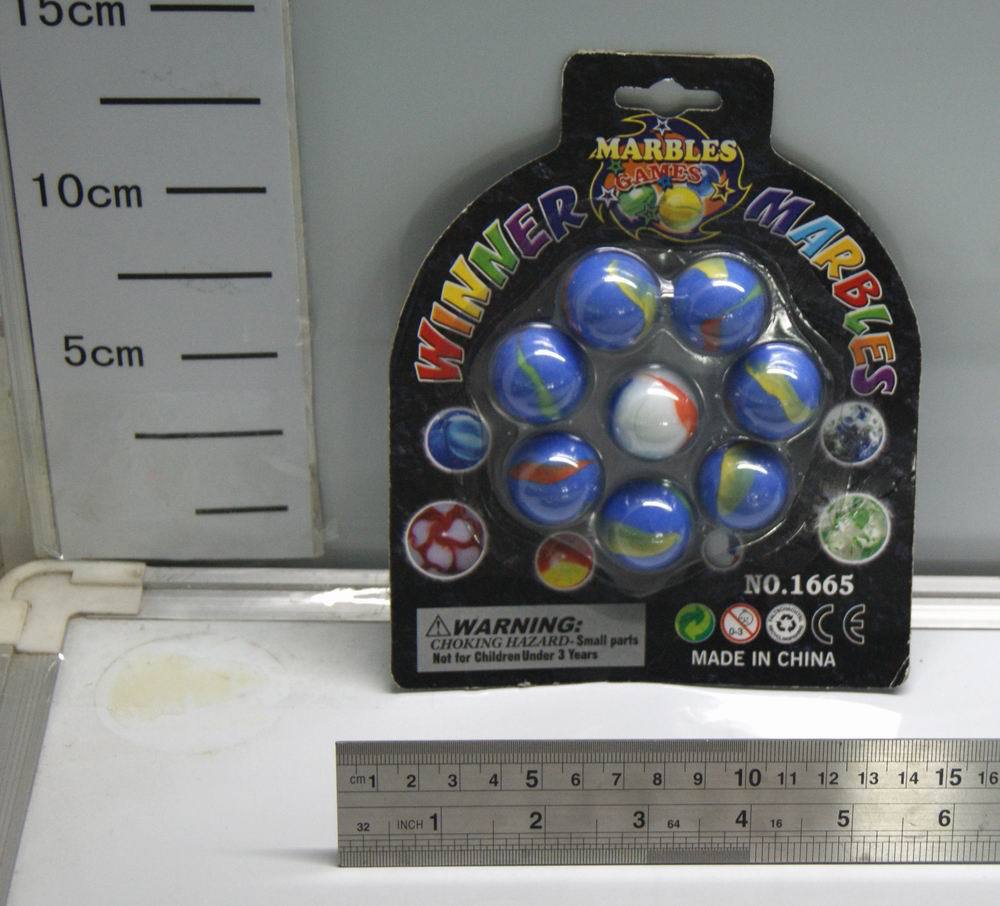 15cm
10cm
5cm
MARBLES
GAMES
WINNER MARBLES
NO.1665
WARNING:
CHOKING HAZARD- Small parts
Not for Children Under 3 Years
0-3
CE
MADE IN CHINA
cm 1 2 3 4 5 6 7 8 9 10 11 12 13 14 15 16
32 INCH 1 2 3 64 4 16 5 6